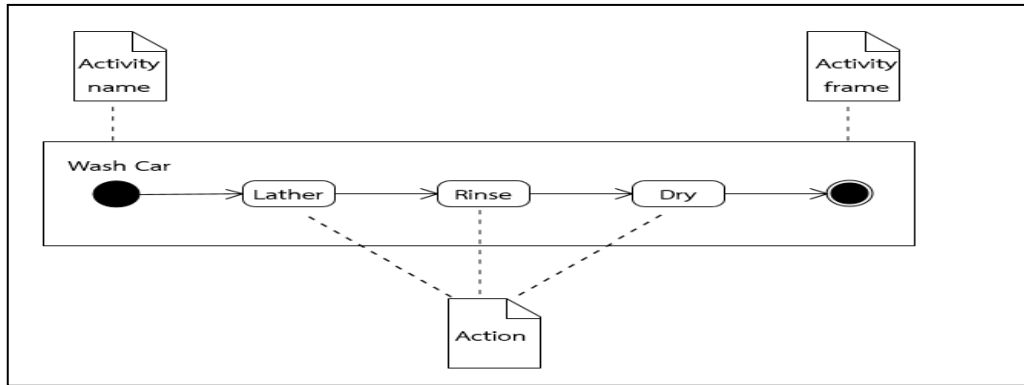 Activity
name
Activity
frame
Wash Car
Lather
Rinse
Dry
Action